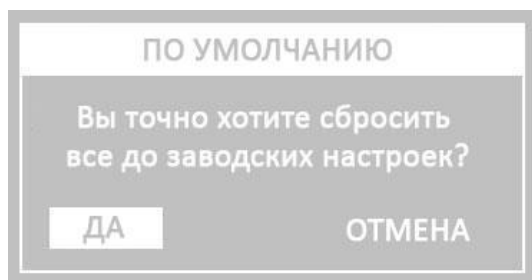 ПО УМОЛЧАНИЮ
Вы точно хотите сбросить
все до заводских настроек?
ДА ОТМЕНА